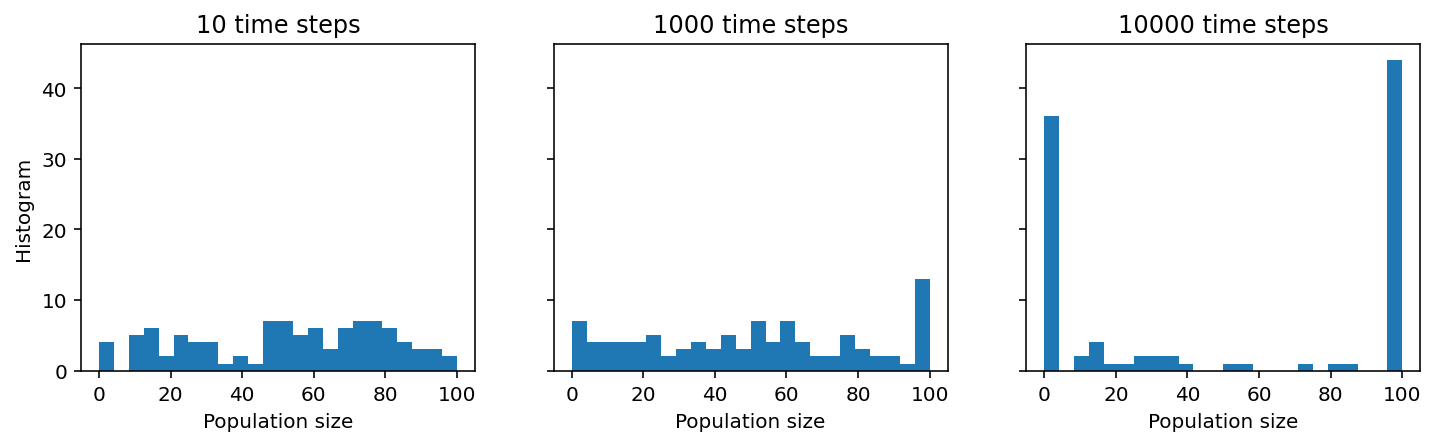 10 time steps
1000 time steps
10000 time steps
Histogram
40
30
20
10
0
0 20 40 60 80 100
0 20 40 60 80 100
0 20 40 60 80 100
Population size
Population size
Population size